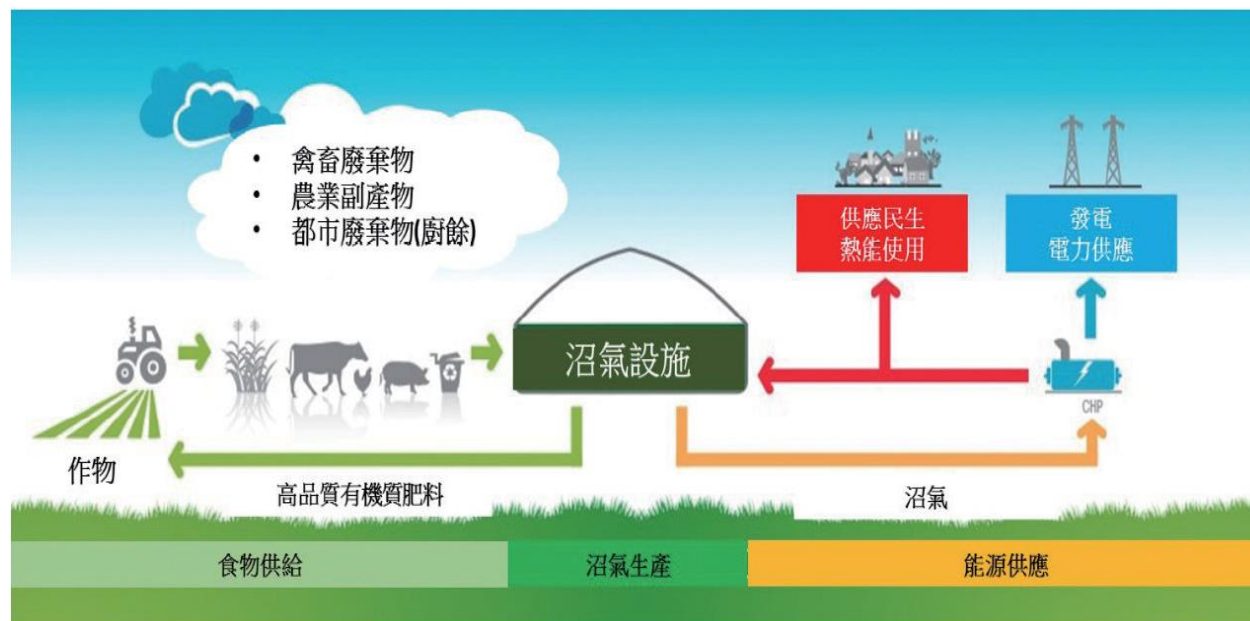 • 禽畜廢棄物
• 農業副產物
• 都市廢棄物(廚餘)
供應民生
熱能使用
發電
電力供應
沼氣設施
CHP
作物
高品質有機質肥料
沼氣
食物供給
沼氣生產
能源供應